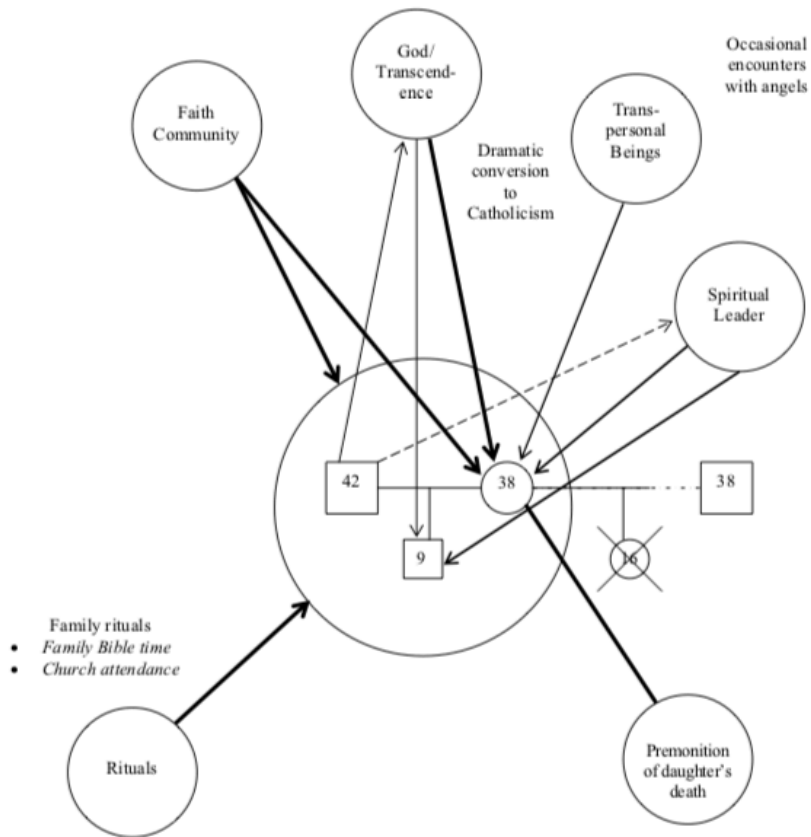 God/
Transcend-
ence
Occasional
encounters
with angels
Faith
Community
Trans-
personal
Beings
Dramatic
conversion
to
Catholicism
Spiritual
Leader
42
38
38
9
16
Family rituals
• Family Bible time
• Church attendance
Rituals
Premonition
of daughter's
death